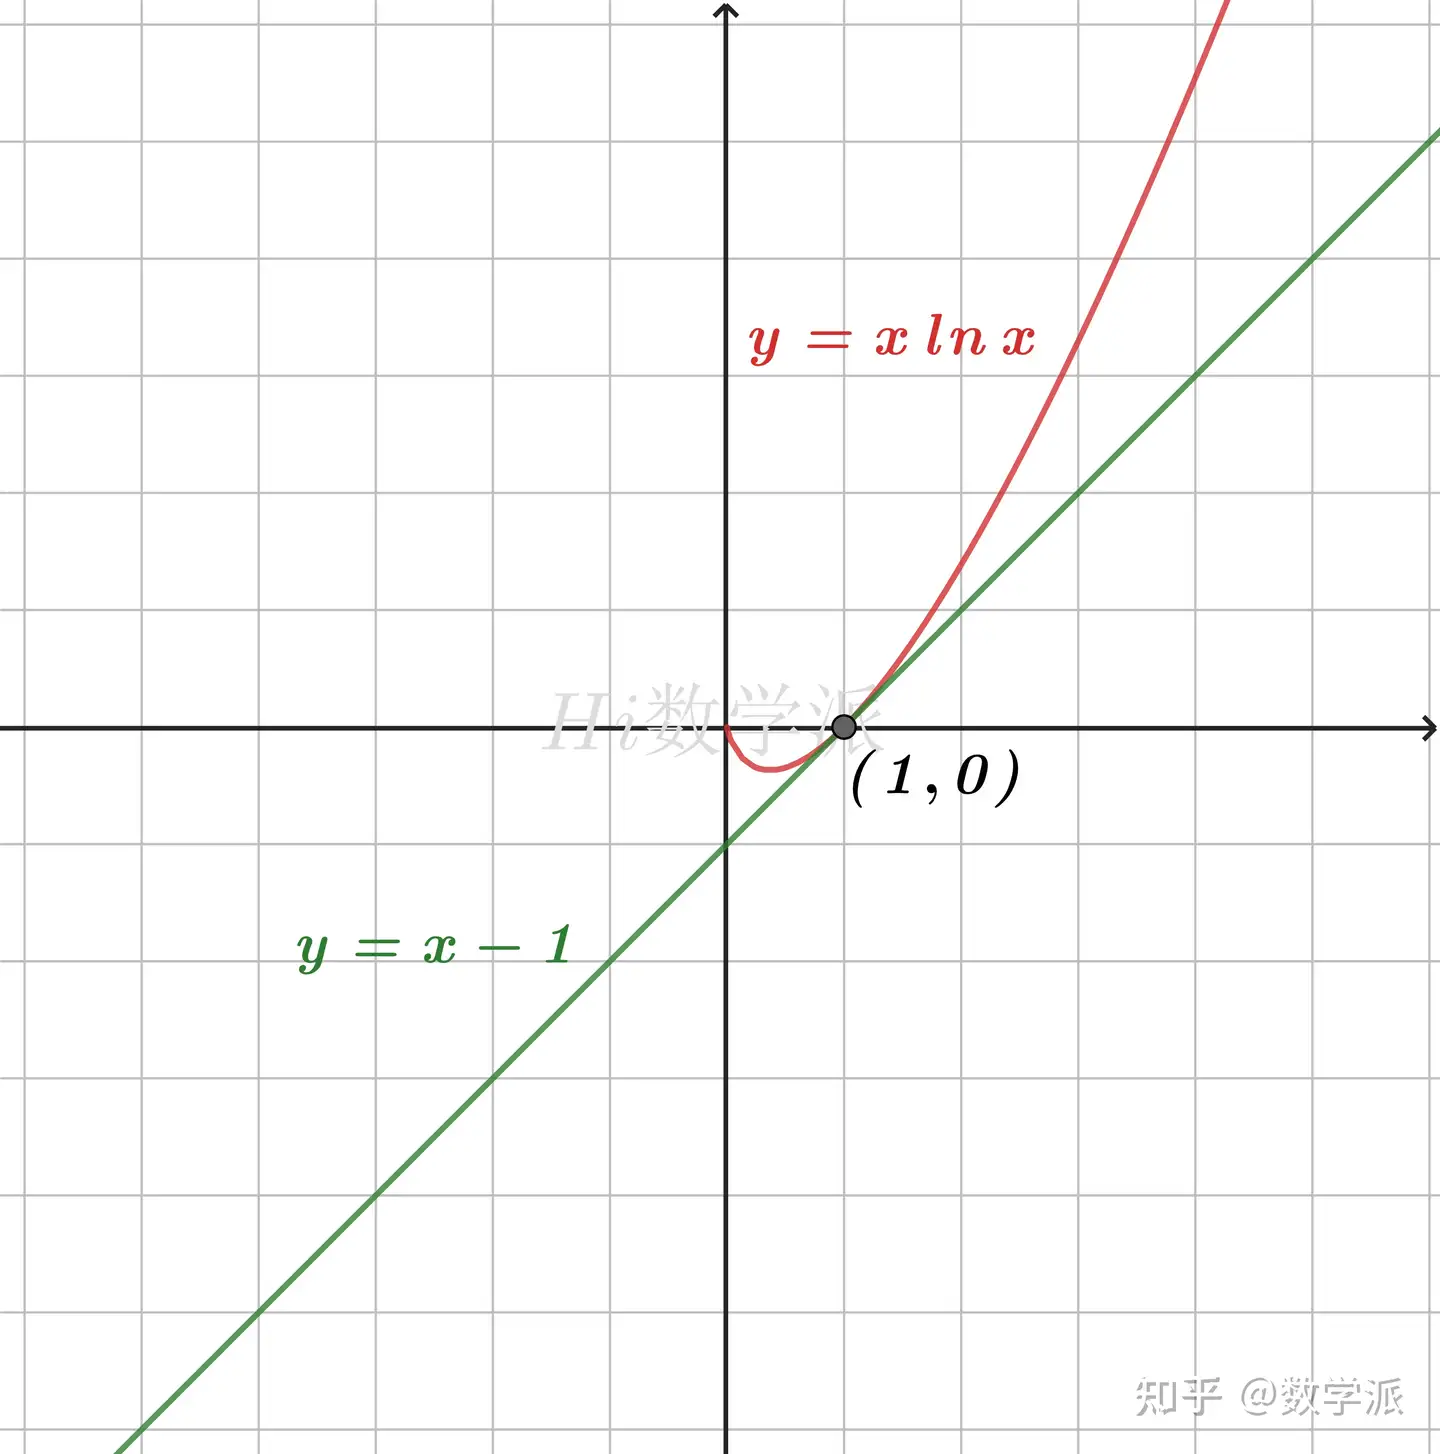 y = x ln x
Hi数学派
(1,0)
y = x − 1
知乎 @数学派